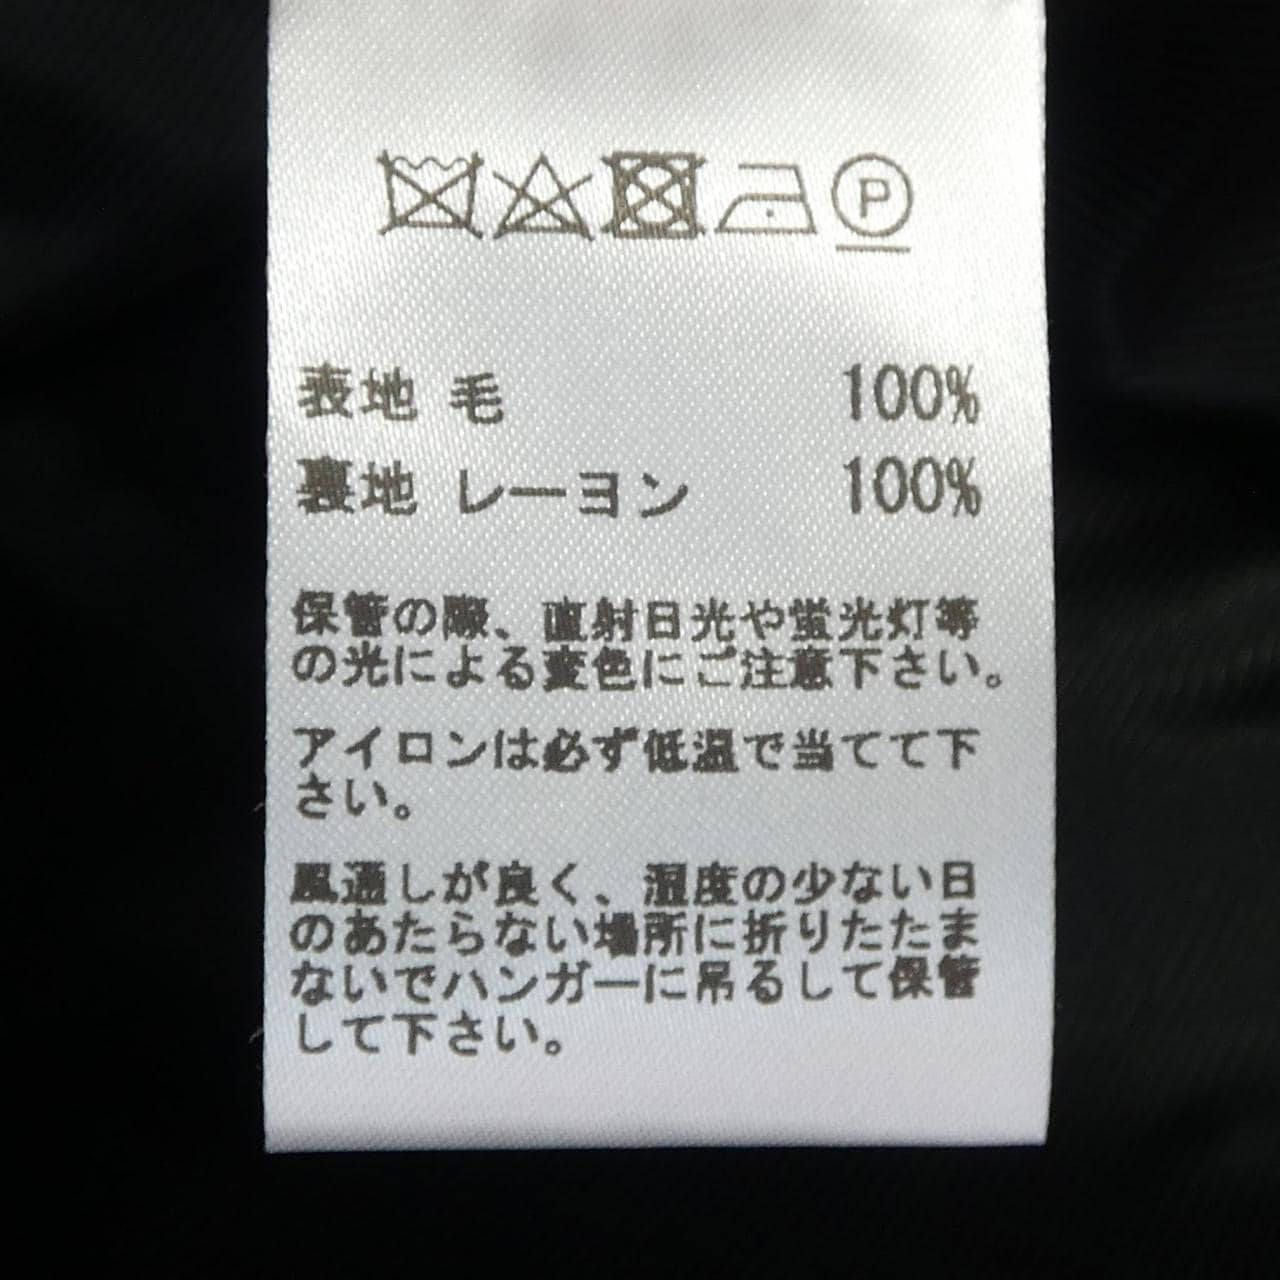 P
表地 毛 100%
裏地 レーヨン 100%
保管の際、直射日光や蛍光灯等
の光による変色にご注意下さい。
アイロンは必ず低温で当てて下
さい。
風通しが良く、湿度の少ない日
のあたらない場所に折りたたま
ないでハンガーに吊るして保管
して下さい。